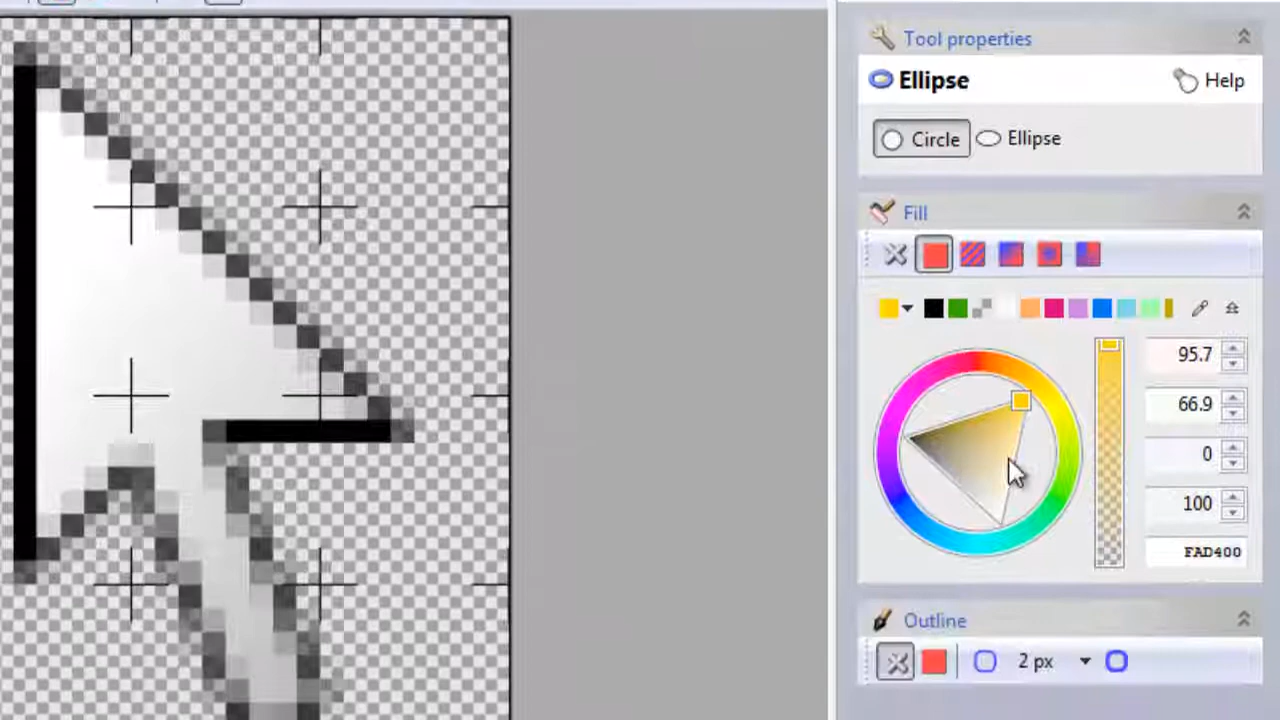 Tool properties
Ellipse
Help
Circle
Ellipse
Fill
95.7
66.9
0
100
FAD400
Outline
2 px